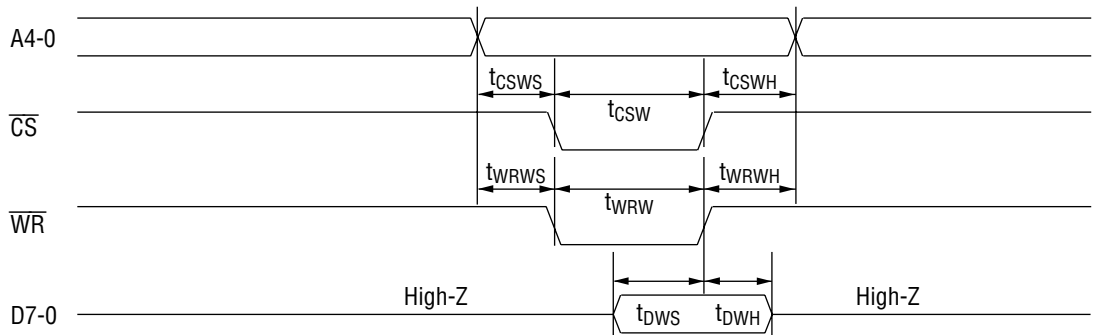 A4-0
tCSWS
tCSW
tCSWH
CS
tWRWS
tWRW
tWRWH
WR
High-Z
High-Z
D7-0
tDWS
tDWH